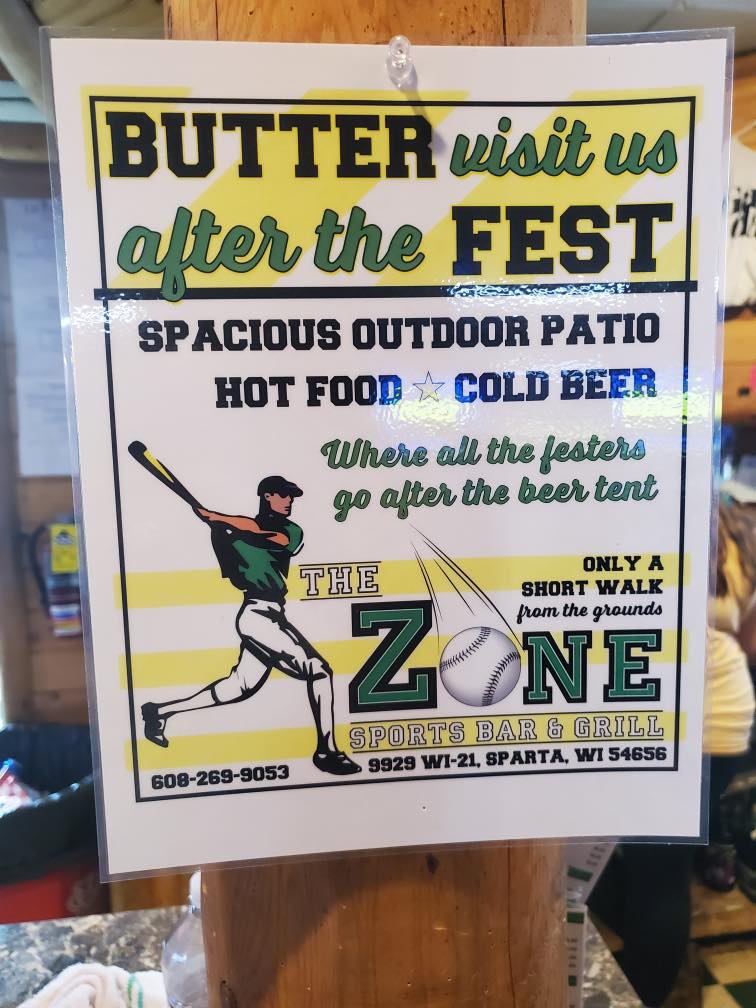 BUTTER visit us
after the FEST
SPACIOUS OUTDOOR PATIO
HOT FOOD ☆ COLD BEER
Where all the festers
go after the beer tent
ONLY A
SHORT WALK
from the grounds
THE
ZONE
SPORTS BAR & GRILL
608-269-9053
9929 WI-21, SPARTA, WI 54656